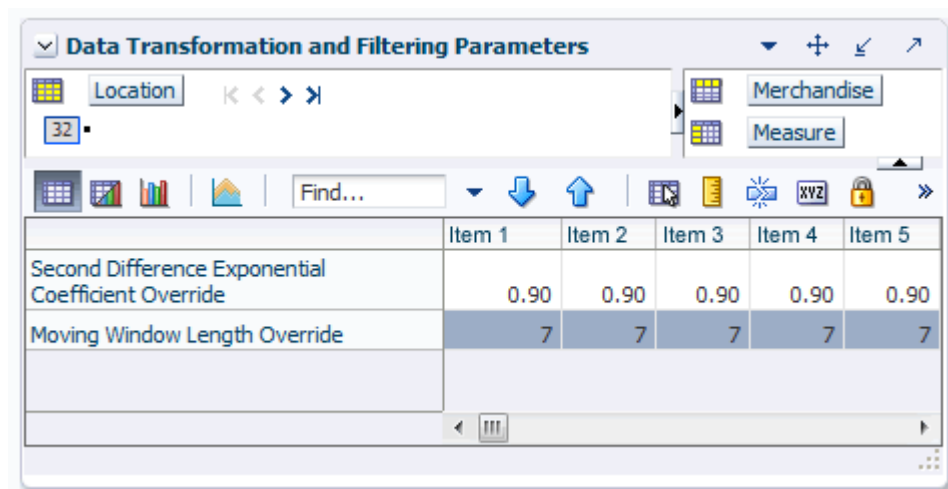 Data Transformation and Filtering Parameters
Location
Merchandise
32
Measure
Find...
XYZ
Item 1 Item 2 Item 3 Item 4 Item 5
Second Difference Exponential
Coefficient Override 0.90 0.90 0.90 0.90 0.90
Moving Window Length Override 7 7 7 7 7